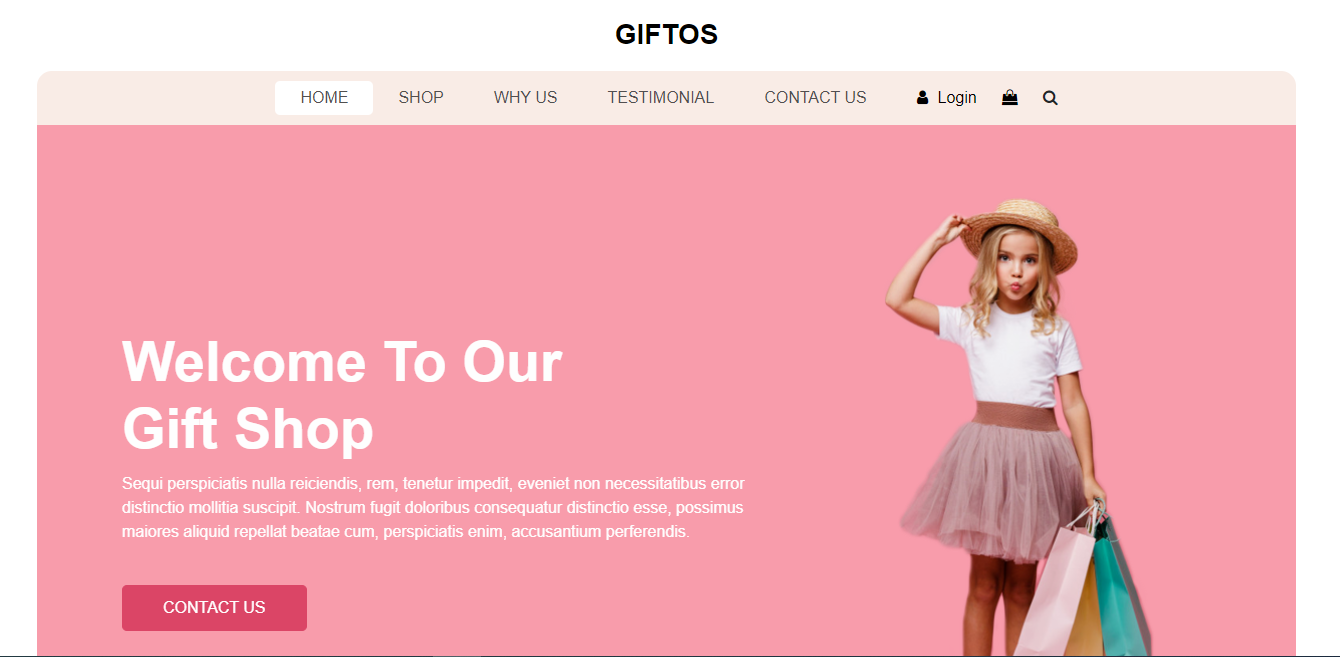 GIFTOS
HOME SHOP WHY US TESTIMONIAL CONTACT US Login
Welcome To Our
Gift Shop
Sequi perspiciatis nulla reiciendis, rem, tenetur impedit, eveniet non necessitatibus error
distinctio mollitia suscipit. Nostrum fugit doloribus consequatur distinctio esse, possimus
maiores aliquid repellat beatae cum, perspiciatis enim, accusantium perferendis.
CONTACT US